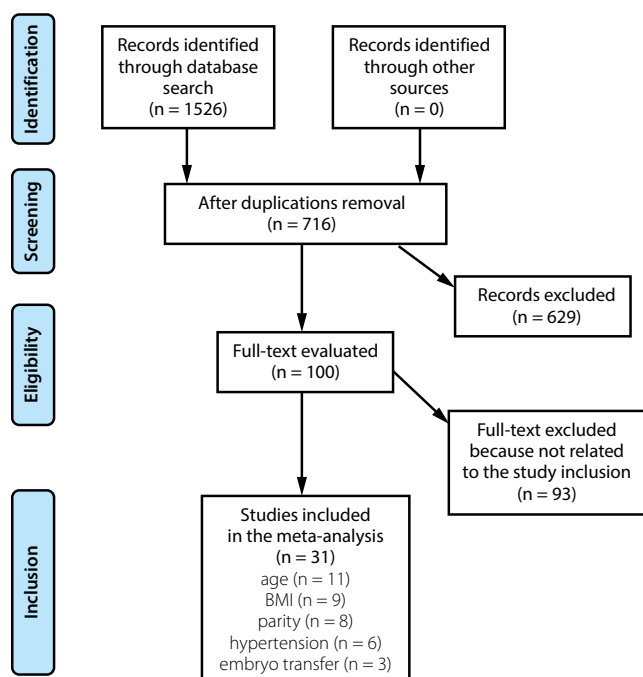 Identification
Records identified
through database
search
(n = 1526)
Records identified
through other
sources
(n = 0)
Screening
After duplications removal
(n = 716)
Records excluded
(n = 629)
Eligibility
Full-text evaluated
(n = 100)
Full-text excluded
because not related
to the study inclusion
(n = 93)
Inclusion
Studies included
in the meta-analysis
(n = 31)
age (n = 11)
BMI (n = 9)
parity (n = 8)
hypertension (n = 6)
embryo transfer (n = 3)